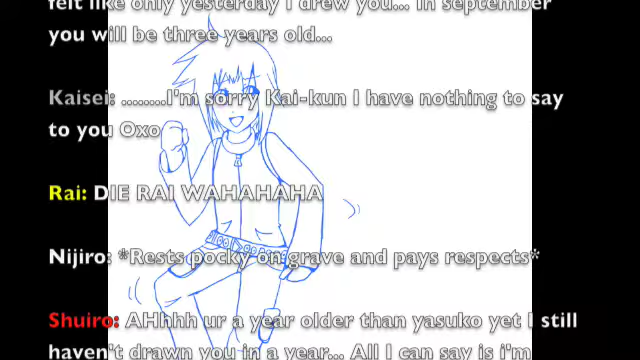 felt like only yesterday I drew you... In september
you will be three years old...
Kaisei: ........I'm sorry Kai-kun I have nothing to say
to you Oxo
Rai: DIE RAI WAHAHAHA
Nijiro: *Rests pocky on grave and pays respects*
Shuiro: AHhhh ur a year older than yasuko yet I still
haven't drawn you in a year... All I can say is i'm